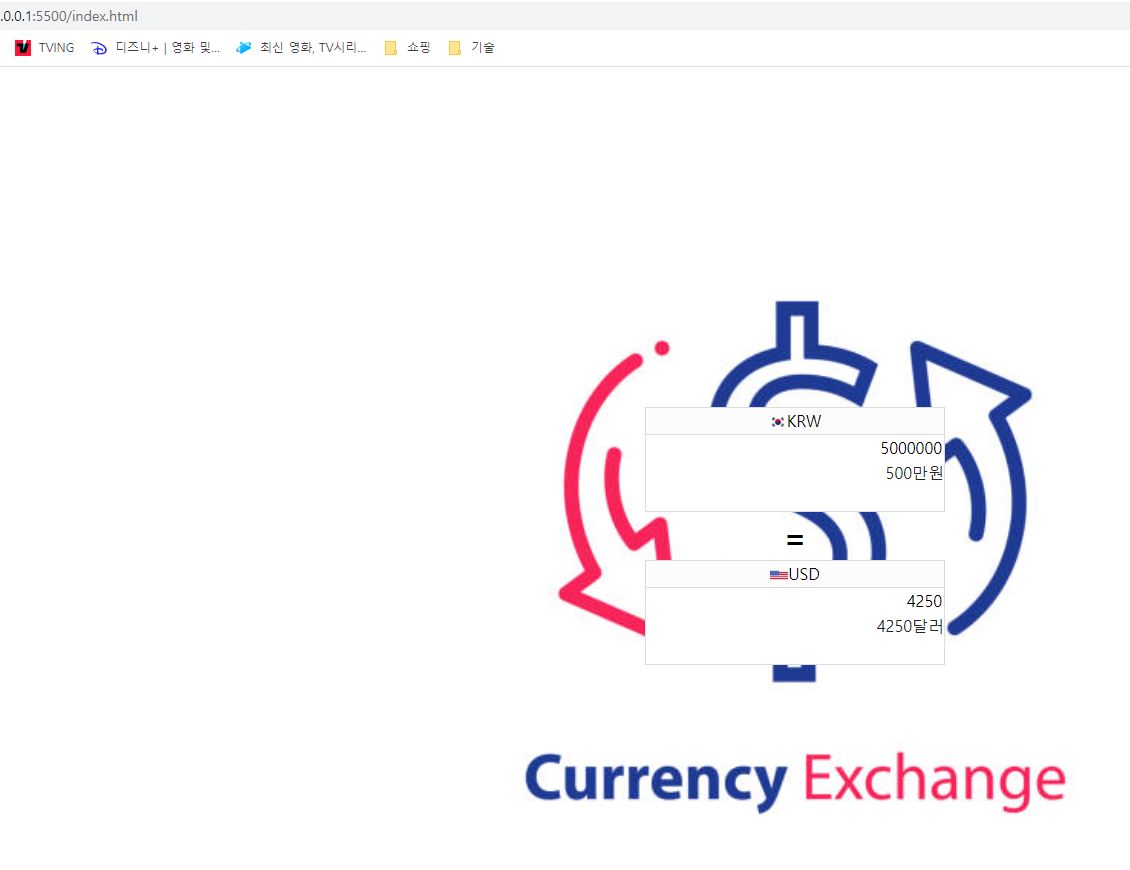 .0.0.1:5500/index.html
TVING 디즈니+ | 영화 및... 최신 영화, TV시리... 쇼핑 기술
KRW
5000000
500만원
=
USD
4250
4250달러
Currency Exchange